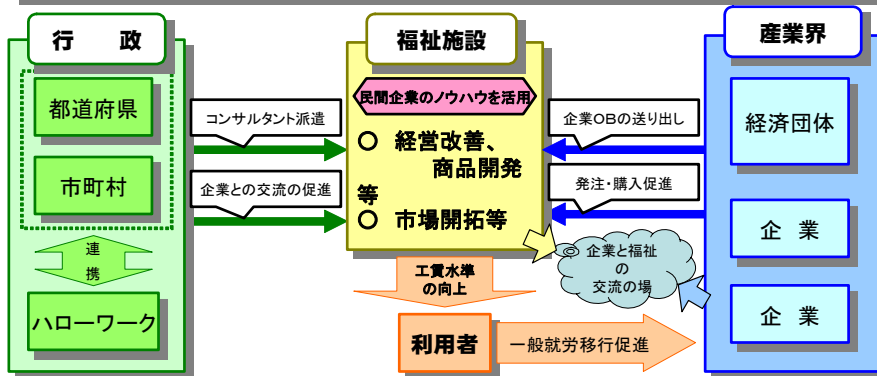 行　政
都道府県
市町村
連
携
ハローワーク
コンサルタント派遣
企業との交流の促進
福祉施設
民間企業のノウハウを活用
○ 経営改善、
商品開発
等
○ 市場開拓等
企業OBの送り出し
発注・購入促進
産業界
経済団体
企　業
企　業
企業と福祉
の
交流の場
工賃水準
の向上
利用者
一般就労移行促進